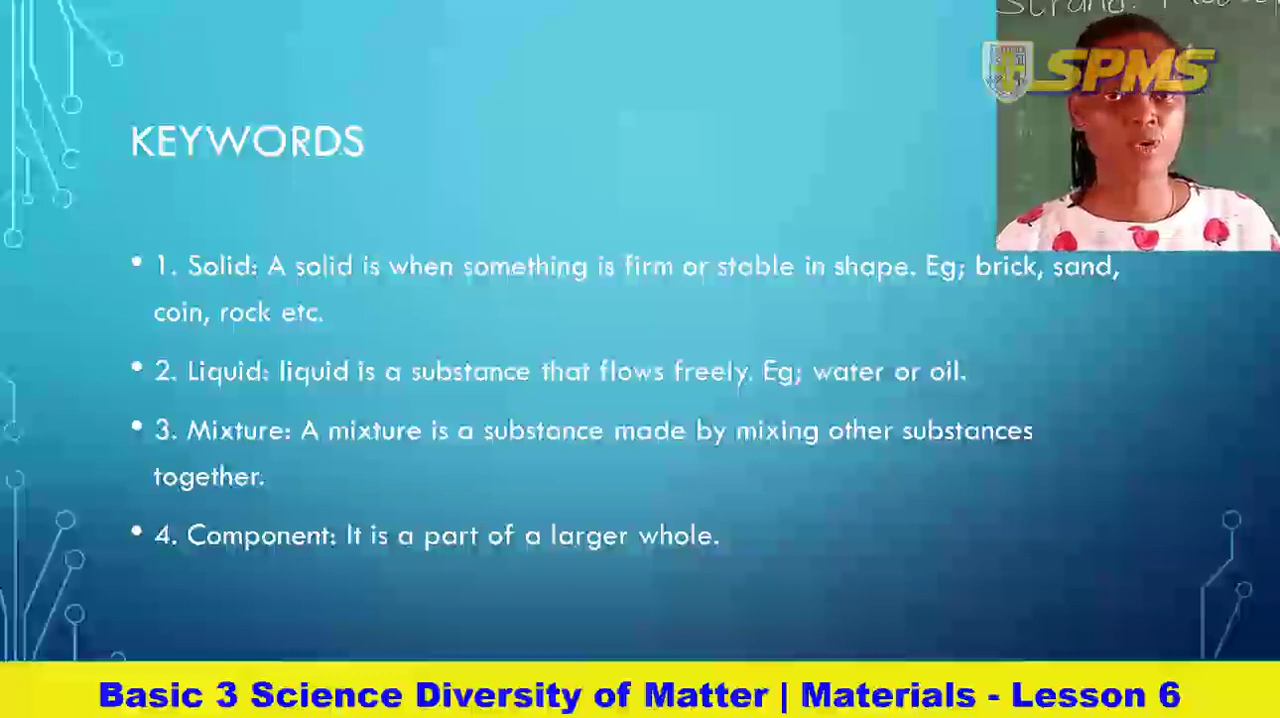 Strand:
SPMS
KEYWORDS
• 1. Solid: A solid is when something is firm or stable in shape. Eg; brick, sand,
coin, rock etc.
• 2. Liquid: liquid is a substance that flows freely. Eg; water or oil.
• 3. Mixture: A mixture is a substance made by mixing other substances
together.
• 4. Component: It is a part of a larger whole.
Basic 3 Science Diversity of Matter | Materials - Lesson 6